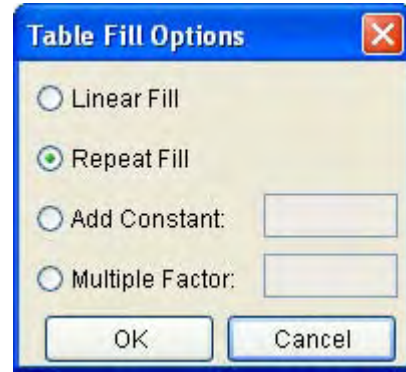 Table Fill Options
Linear Fill
Repeat Fill
Add Constant:
Multiple Factor:
OK Cancel